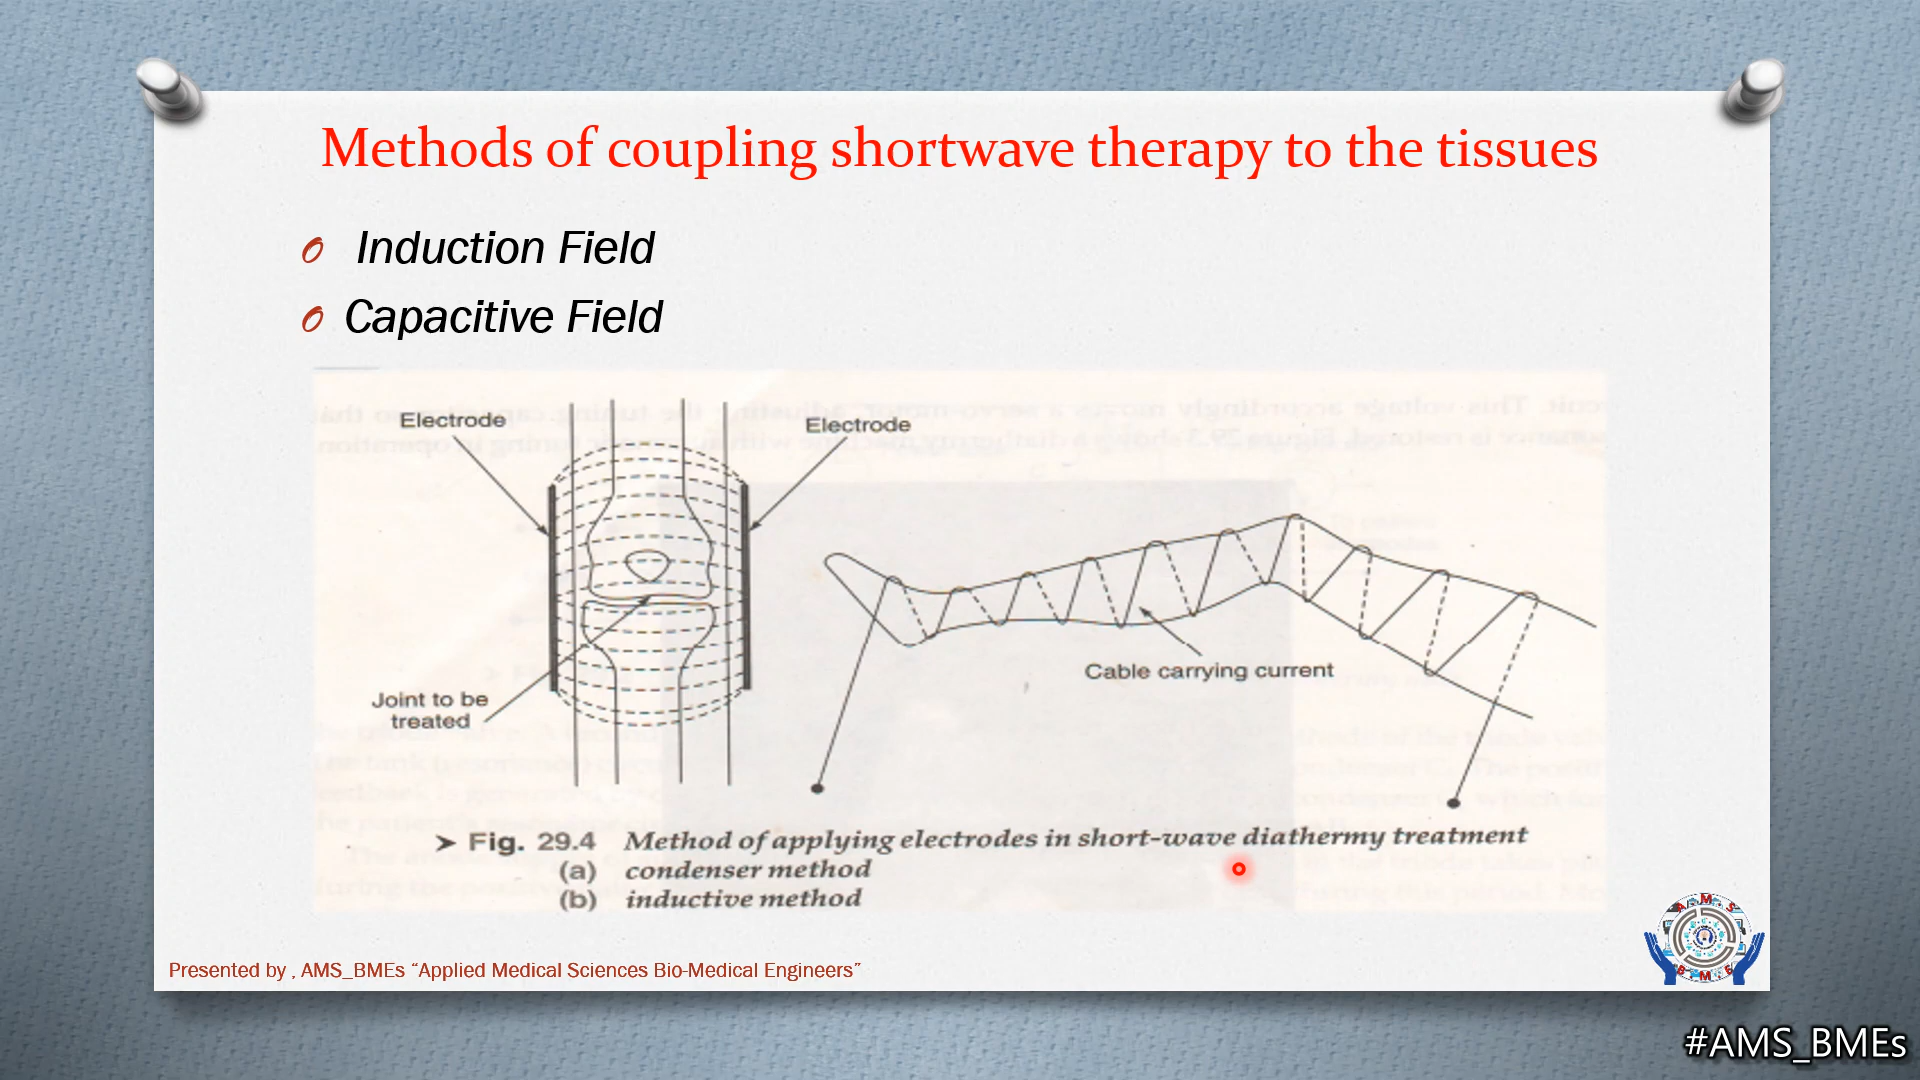 Methods of coupling shortwave therapy to the tissues
Induction Field
Capacitive Field
Electrode
Electrode
Joint to be
treated
Cable carrying current
➤ Fig. 29.4 Method of applying electrodes in short-wave diathermy treatment
(a) condenser method
(b) inductive method
Presented by , AMS_BMEs “Applied Medical Sciences Bio-Medical Engineers”
AMS
BME
#AMS_BMEs